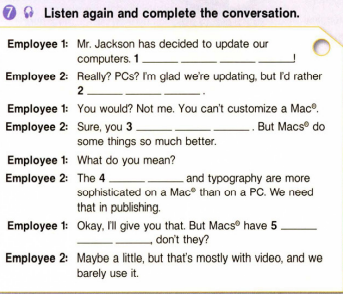 7 Listen again and complete the conversation.
Employee 1: Mr. Jackson has decided to update our
computers. 1 ______ ______ ______!
Employee 2: Really? PCs? I'm glad we're updating, but I'd rather
2 ______ ______ ______.
Employee 1: You would? Not me. You can't customize a Mac®.
Employee 2: Sure, you 3 ______ ______ ______. But Macs® do
some things so much better.
Employee 1: What do you mean?
Employee 2: The 4 ______ ______ and typography are more
sophisticated on a Mac® than on a PC. We need
that in publishing.
Employee 1: Okay, I'll give you that. But Macs® have 5 ______
______ ______, don't they?
Employee 2: Maybe a little, but that's mostly with video, and we
barely use it.